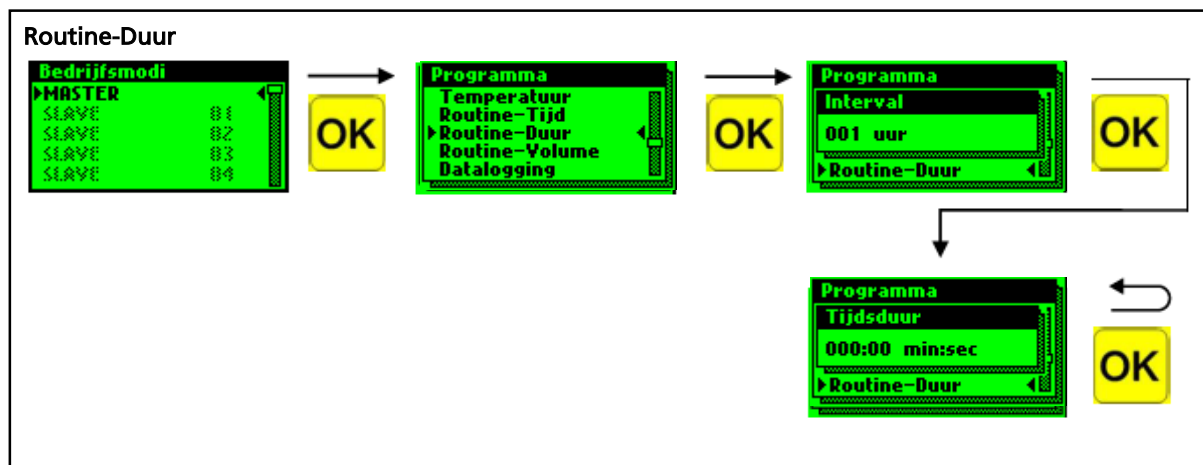 Routine-Duur
Bedrijfsmodi
MASTER
SLAVE 01
SLAVE 02
SLAVE 03
SLAVE 04
OK
Programma
Temperatuur
Routine-Tijd
Routine-Duur
Routine-Volume
Datalogging
OK
Programma
Interval
001 uur
Routine-Duur
OK
Programma
Tijdsduur
000:00 min:sec
Routine-Duur
OK